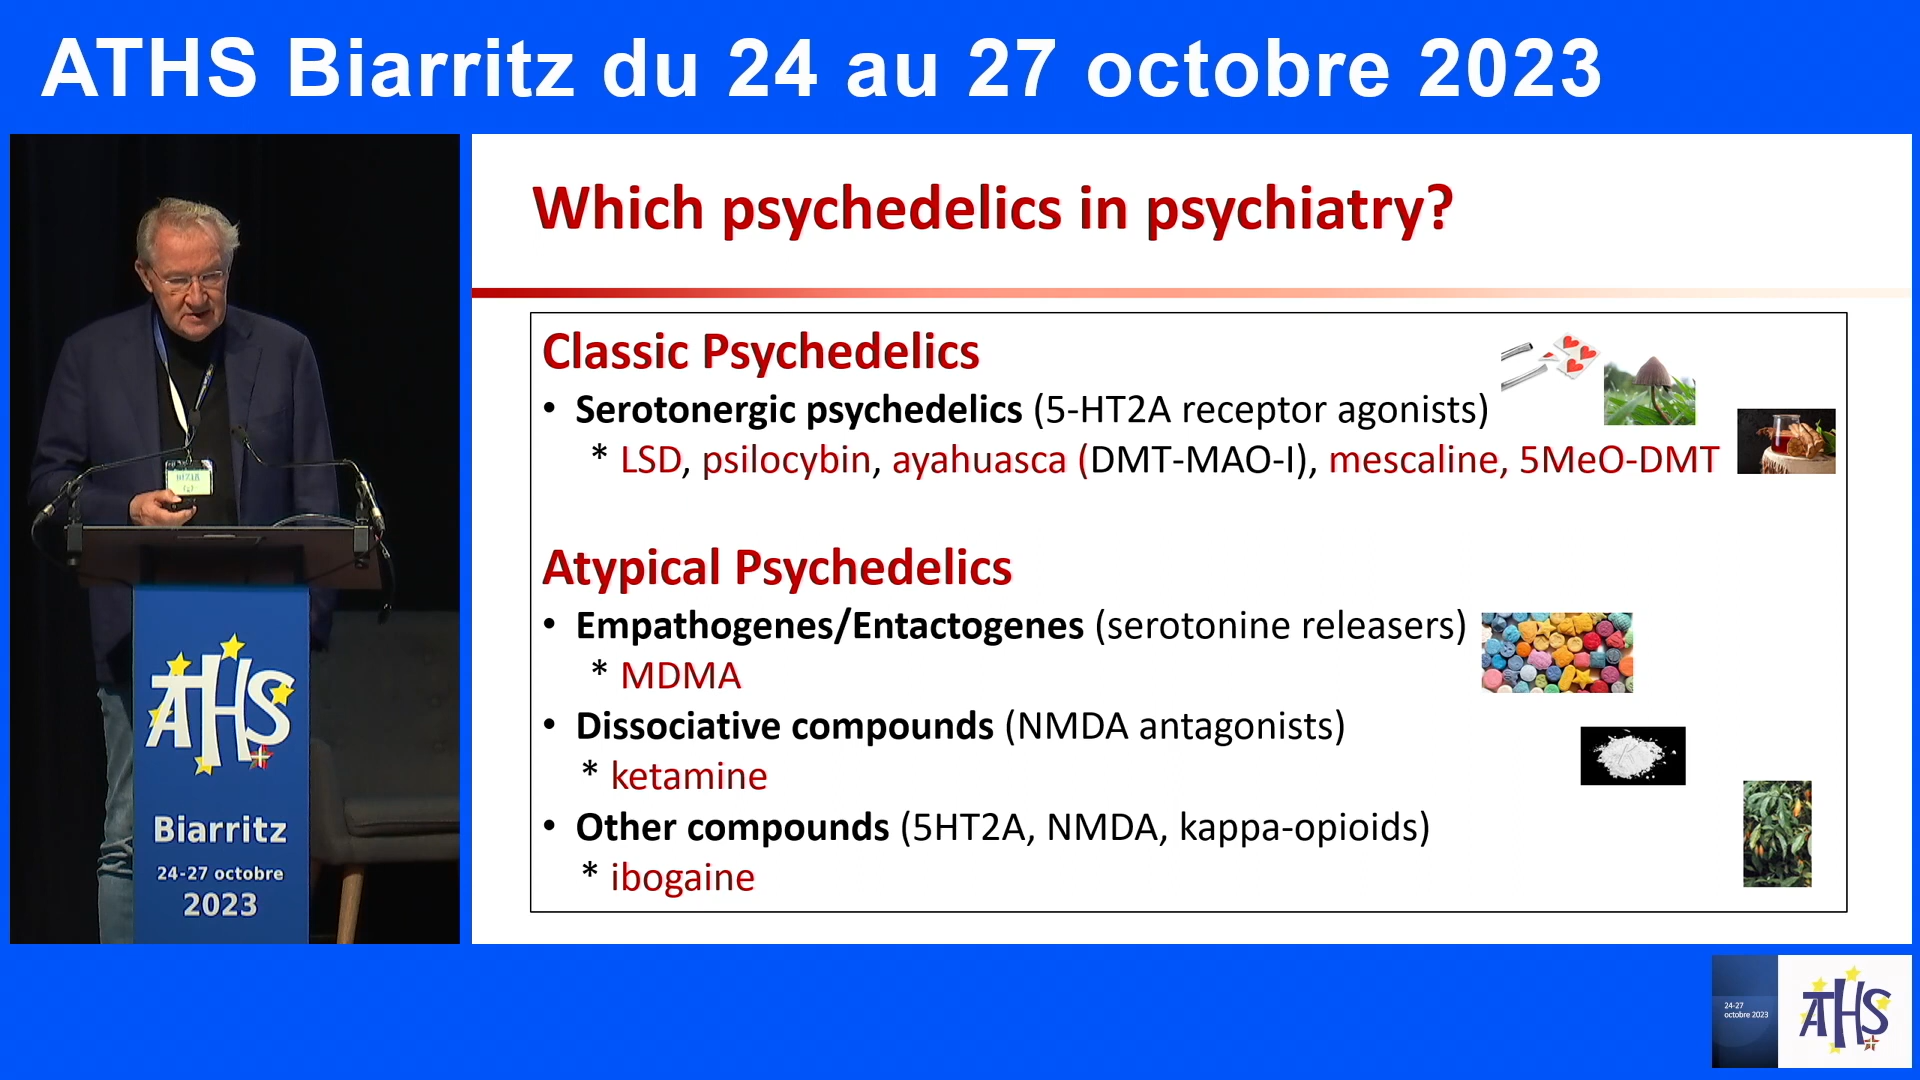 ATHS Biarritz du 24 au 27 octobre 2023
Which psychedelics in psychiatry?
Classic Psychedelics
• Serotonergic psychedelics (5-HT2A receptor agonists)
* LSD, psilocybin, ayahuasca (DMT-MAO-I), mescaline, 5MeO-DMT
Atypical Psychedelics
• Empathogenes/Entactogenes (serotonine releasers)
* MDMA
• Dissociative compounds (NMDA antagonists)
* ketamine
• Other compounds (5HT2A, NMDA, kappa-opioids)
* ibogaine
ATHS
Biarritz
24-27 octobre
2023
24-27
octobre 2023
ATHS